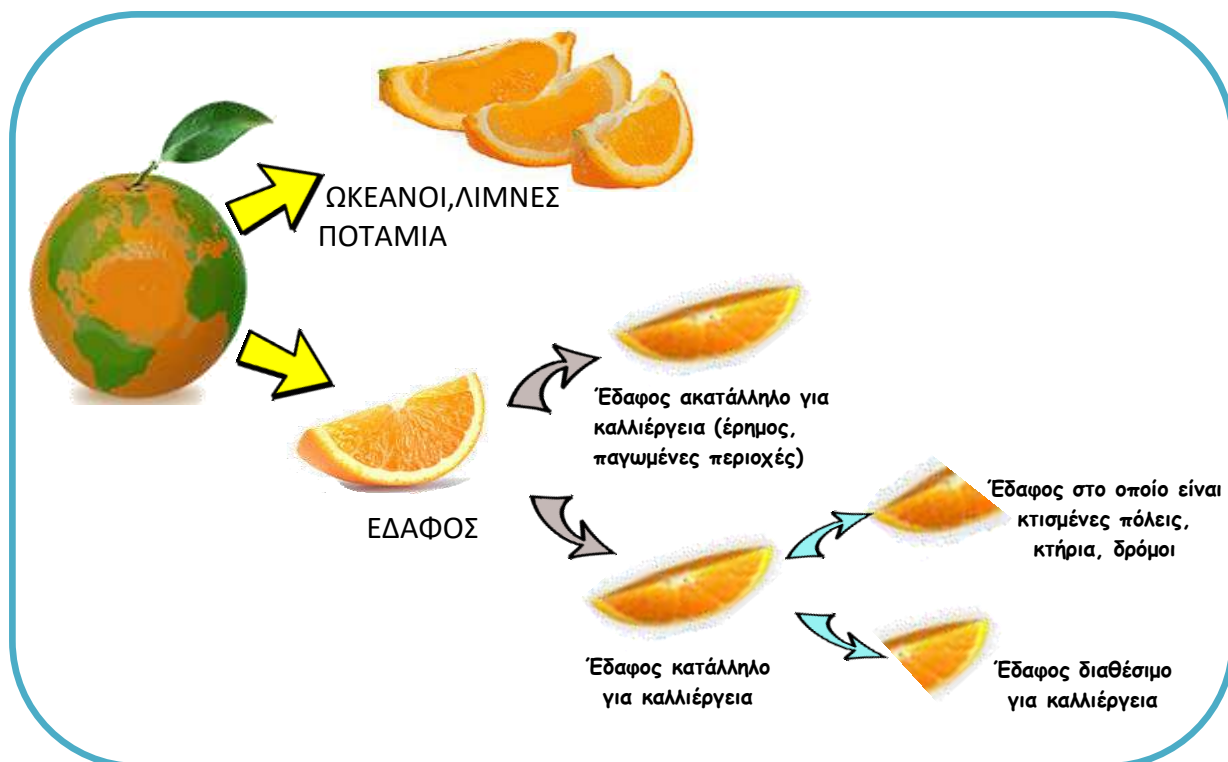 ΩΚΕΑΝΟΙ,ΛΙΜΝΕΣ
ΠΟΤΑΜΙΑ
ΕΔΑΦΟΣ
Έδαφος ακατάλληλο για
καλλιέργεια (έρημος,
παγωμένες περιοχές)
Έδαφος κατάλληλο
για καλλιέργεια
Έδαφος στο οποίο είναι
κτισμένες πόλεις,
κτήρια, δρόμοι
Έδαφος διαθέσιμο
για καλλιέργεια